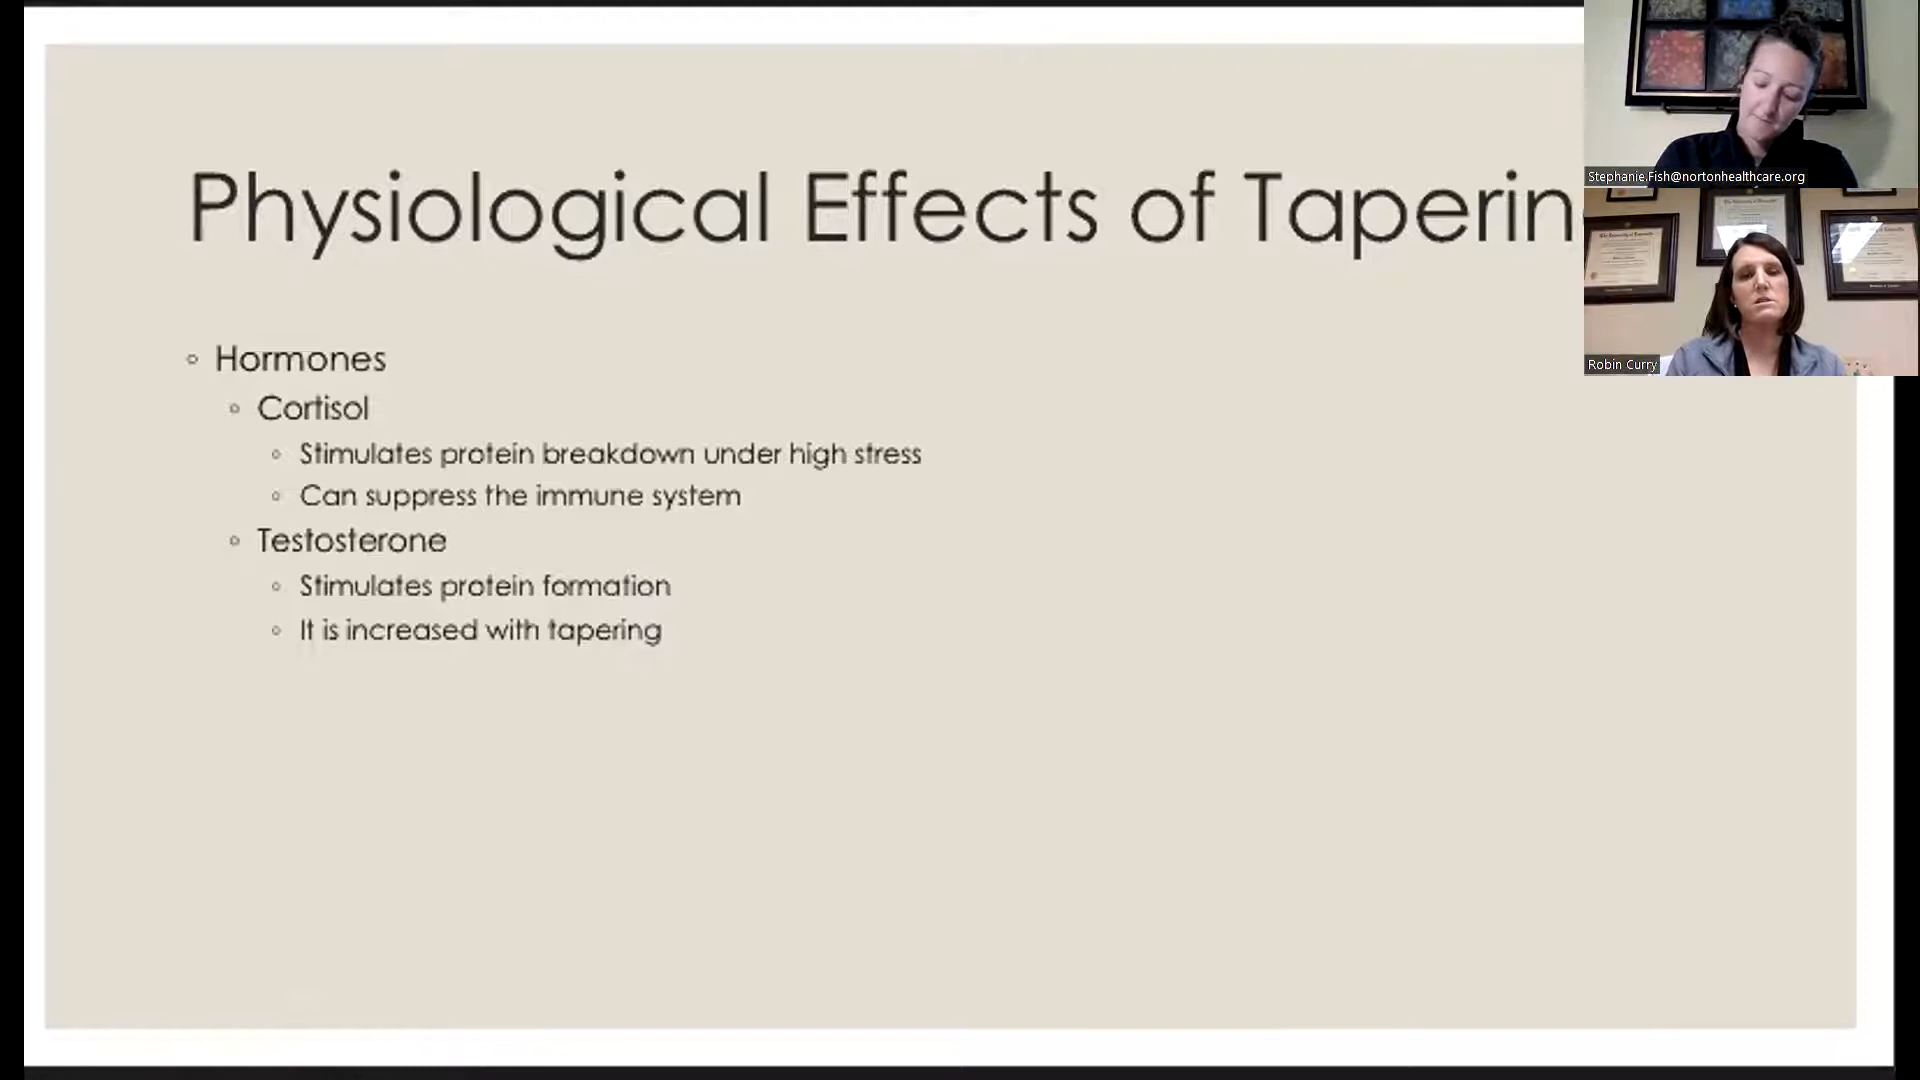 Physiological Effects of Taperin
Hormones
Cortisol
Stimulates protein breakdown under high stress
Can suppress the immune system
Testosterone
Stimulates protein formation
It is increased with tapering
Stephanie.Fish@nortonhealthcare.org
Robin Curry